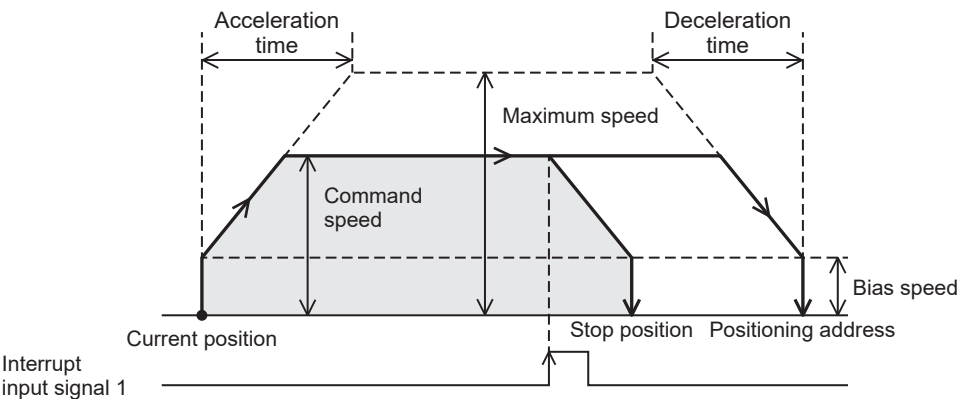 Acceleration
time
Deceleration
time
Maximum speed
Command
speed
Bias speed
Current position
Stop position
Positioning address
Interrupt
input signal 1